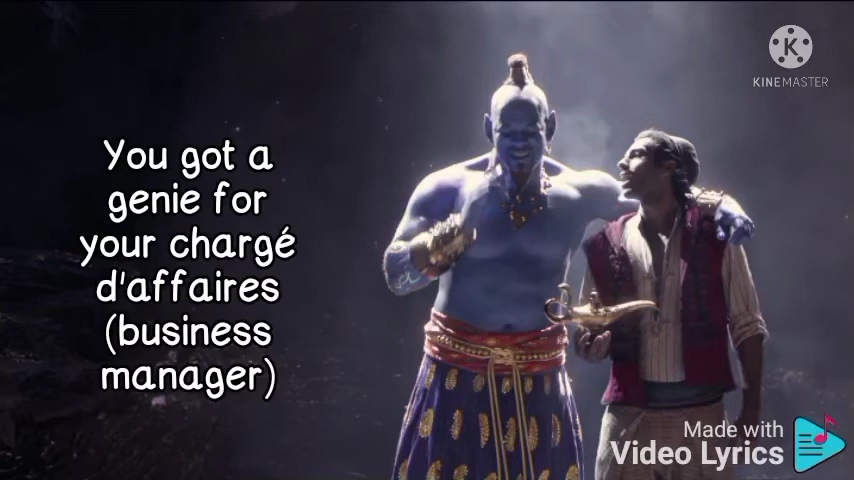 You got a
genie for
your chargé
d'affaires
(business
manager)
KINEMASTER
Made with
Video Lyrics